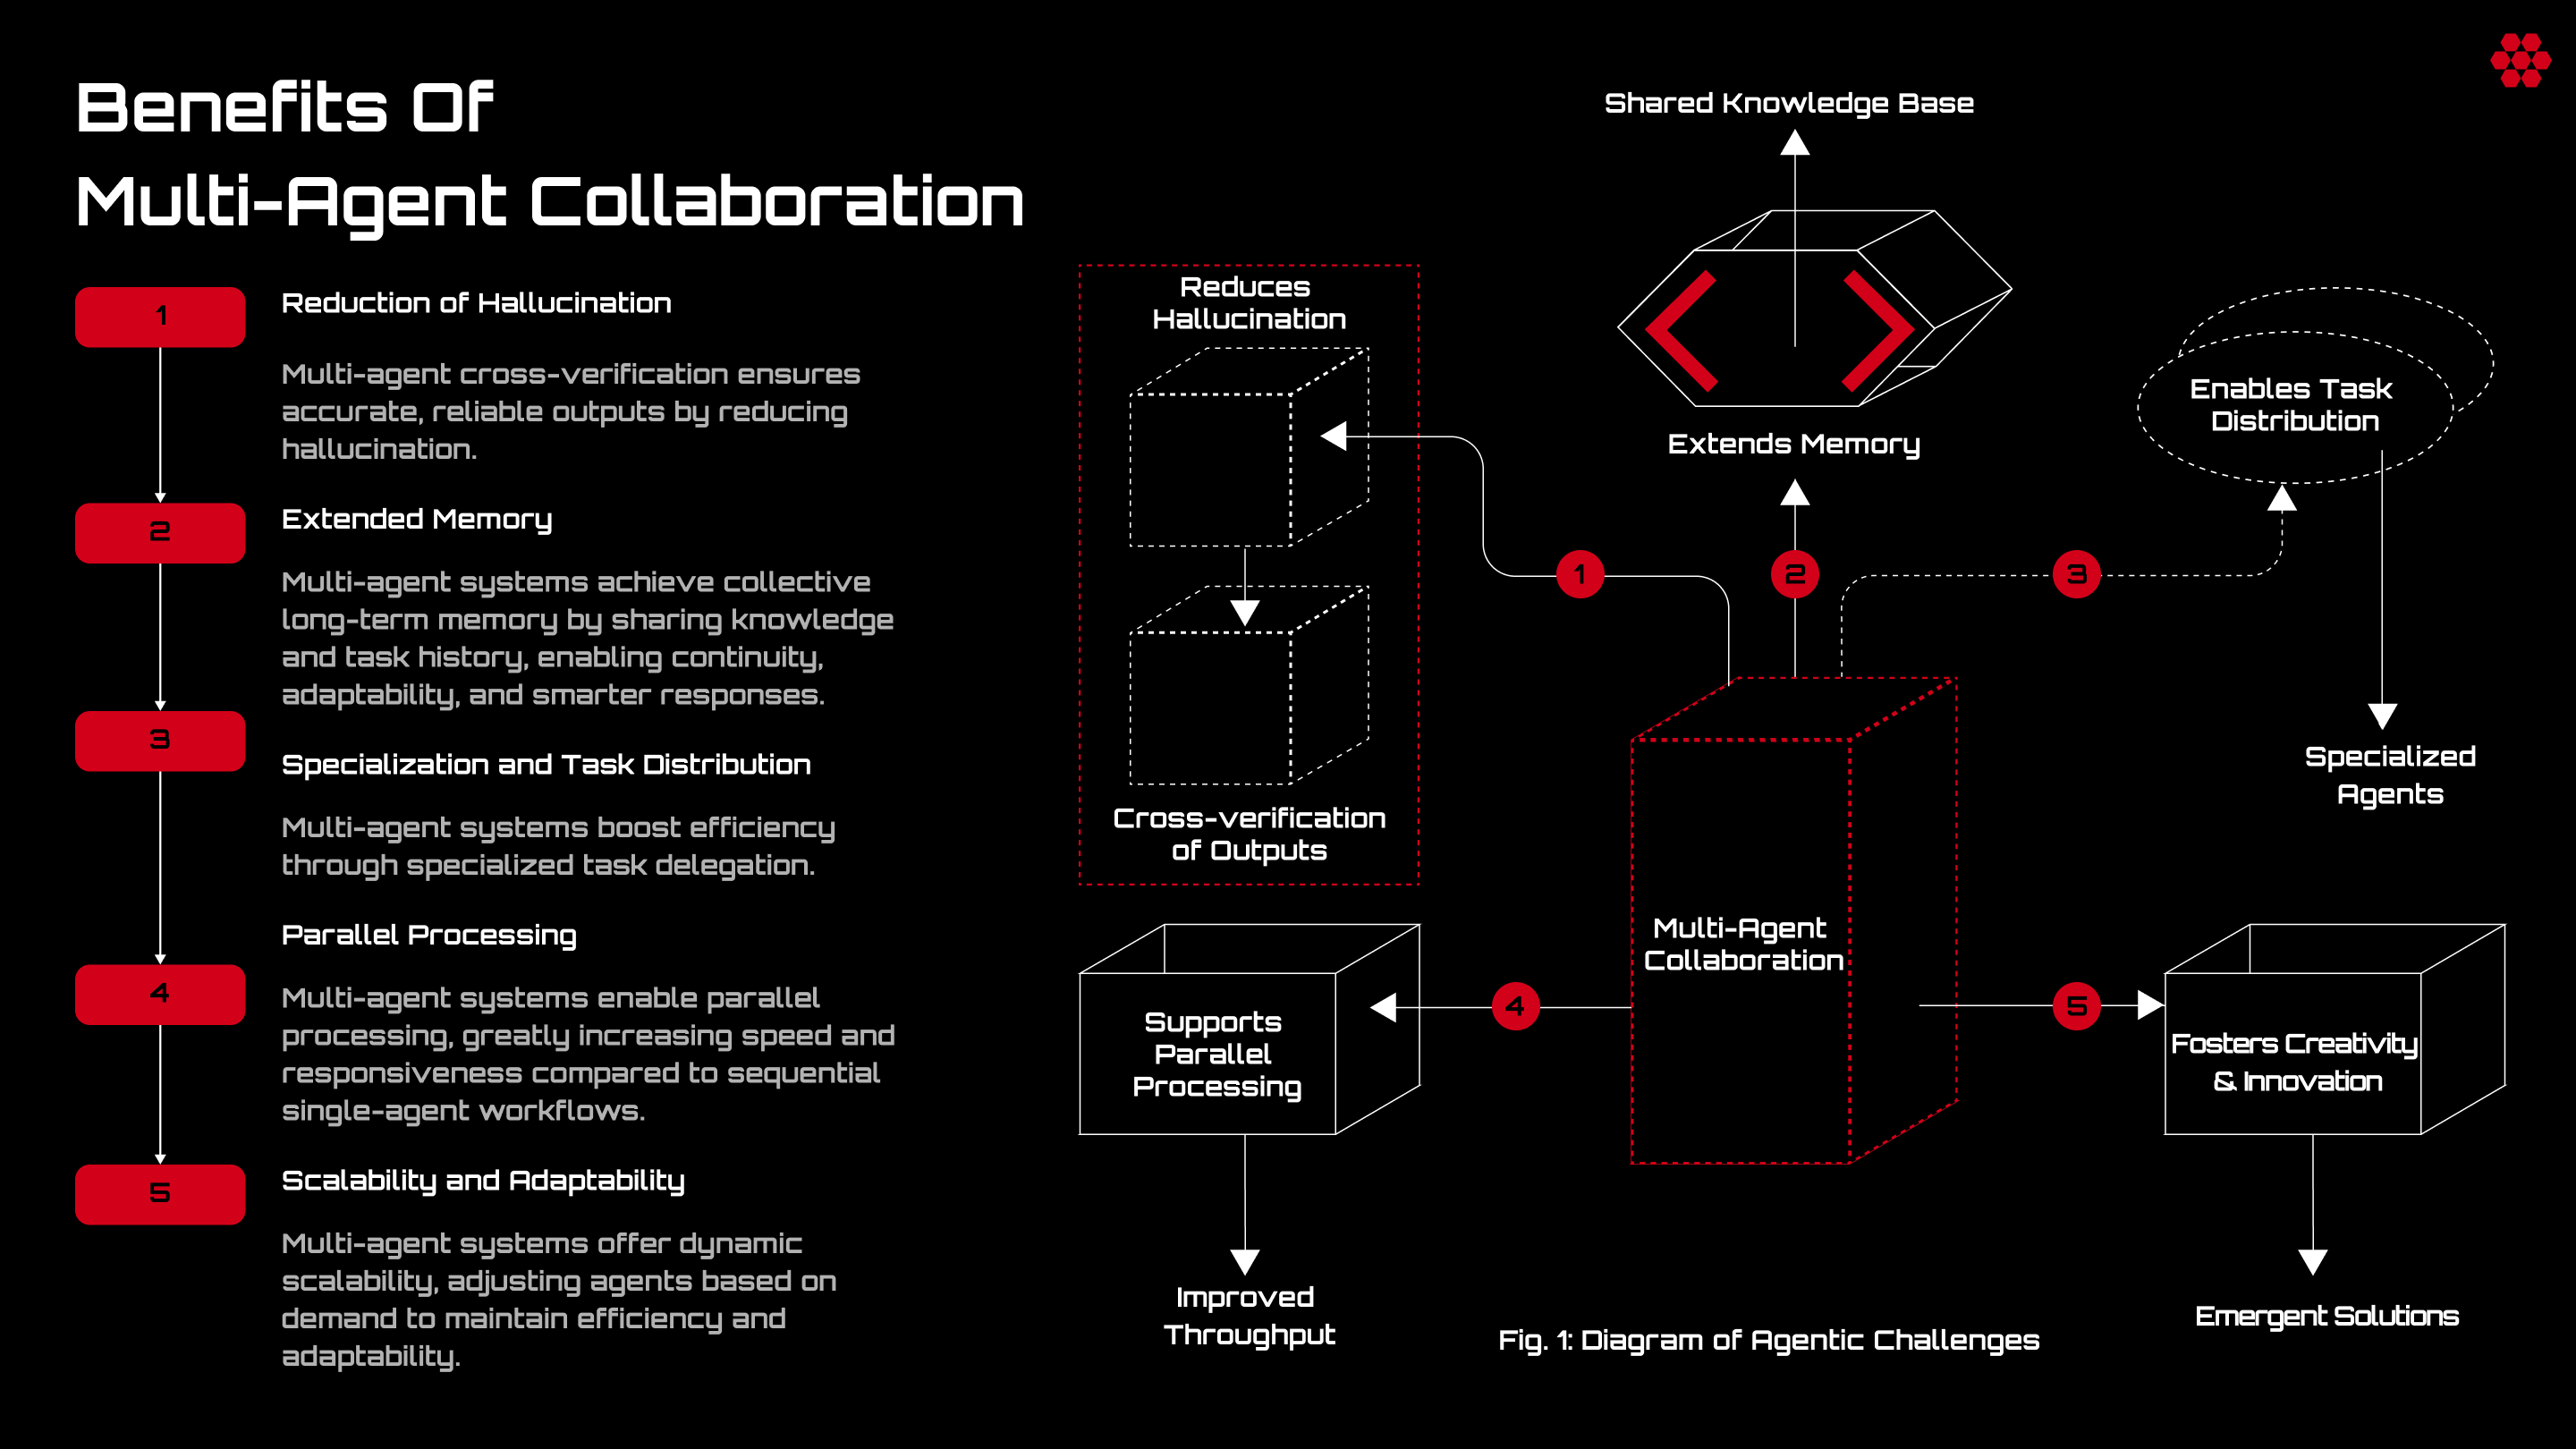 Benefits Of
Multi-Agent Collaboration
1
Reduction of Hallucination
Multi-agent cross-verification ensures
accurate, reliable outputs by reducing
hallucination.
2
Extended Memory
Multi-agent systems achieve collective
long-term memory by sharing knowledge
and task history, enabling continuity,
adaptability, and smarter responses.
3
Specialization and Task Distribution
Multi-agent systems boost efficiency
through specialized task delegation.
4
Parallel Processing
Multi-agent systems enable parallel
processing, greatly increasing speed and
responsiveness compared to sequential
single-agent workflows.
5
Scalability and Adaptability
Multi-agent systems offer dynamic
scalability, adjusting agents based on
demand to maintain efficiency and
adaptability.
Shared Knowledge Base
Extends Memory
Reduces
Hallucination
Cross-verification
of Outputs
Enables Task
Distribution
Specialized
Agents
1
2
3
Multi-Agent
Collaboration
4
5
Supports
Parallel
Processing
Improved
Throughput
Fosters Creativity
& Innovation
Emergent Solutions
Fig. 1: Diagram of Agentic Challenges